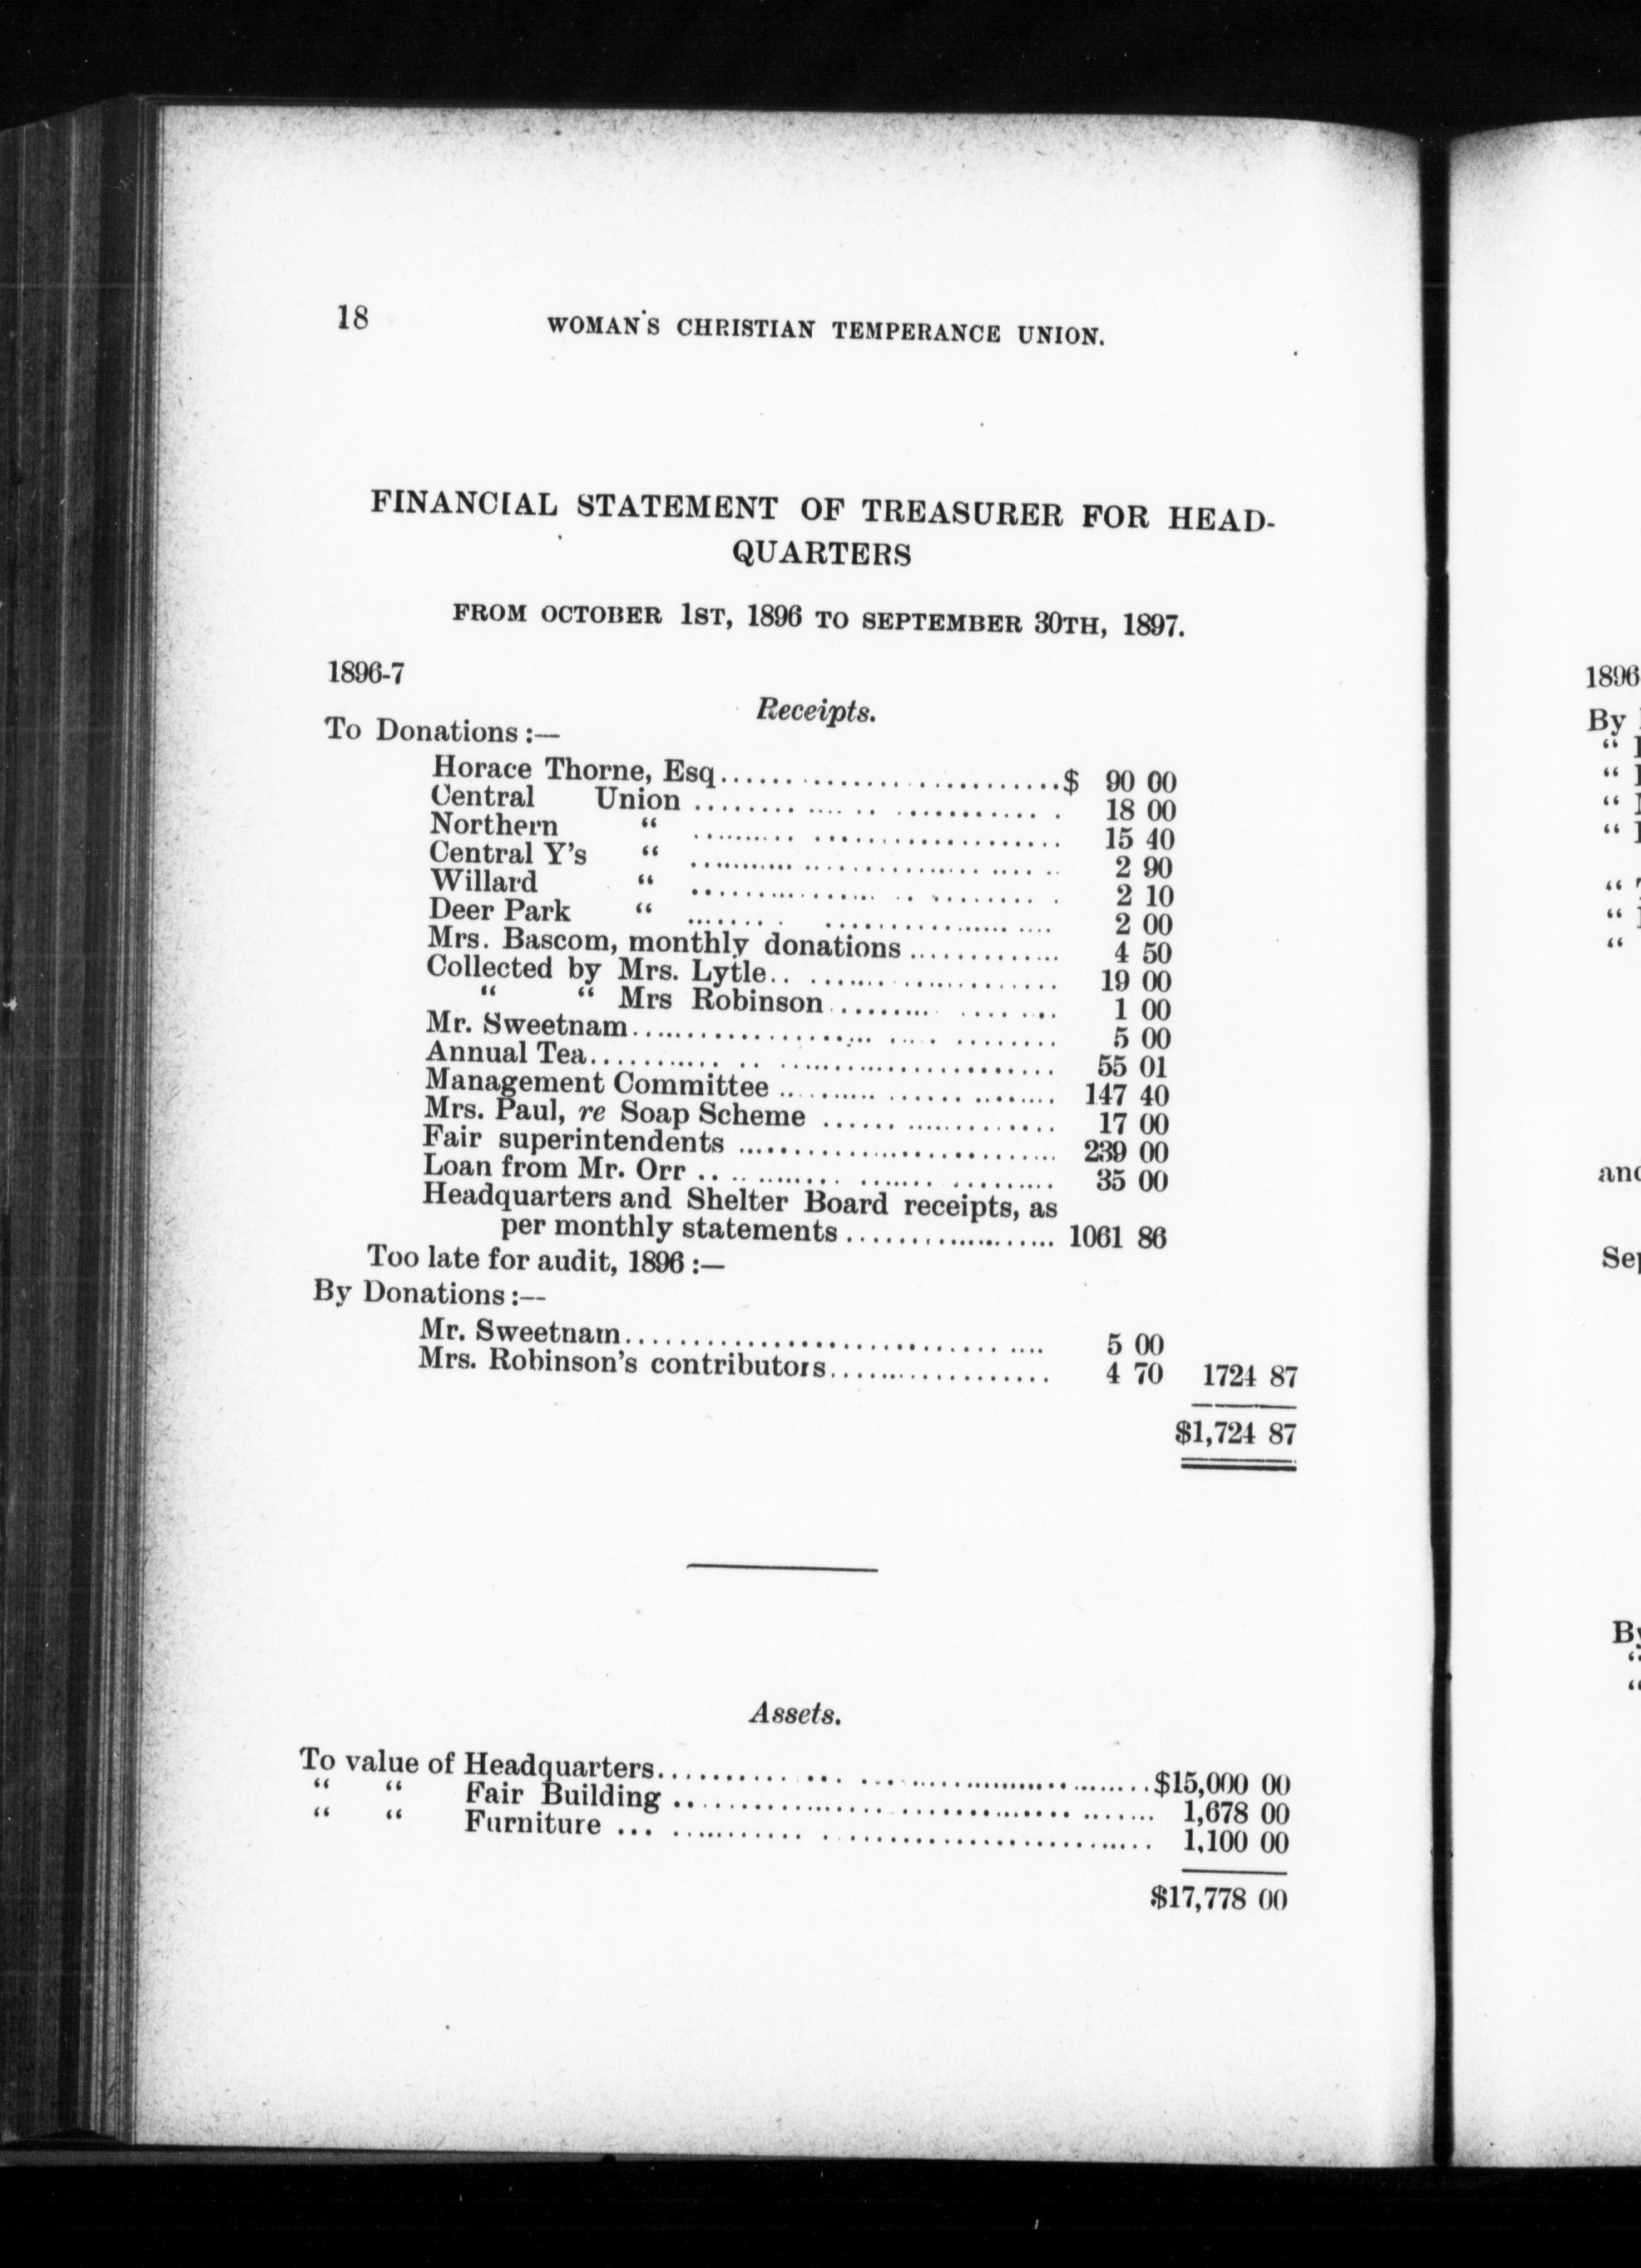 18 WOMAN'S CHRISTIAN TEMPERANCE UNION.
FINANCIAL STATEMENT OF TREASURER FOR HEAD-
QUARTERS
FROM OCTOBER 1ST, 1896 TO SEPTEMBER 30TH, 1897.
1896-7
Receipts.
To Donations :—
Horace Thorne, Esq..............................$ 90 00
Central Union .............................. 18 00
Northern “ .............................. 15 40
Central Y's “ .............................. 2 90
Willard “ .............................. 2 10
Deer Park “ .............................. 2 00
Mrs. Bascom, monthly donations .............. 4 50
Collected by Mrs. Lytle........................ 19 00
“ “ Mrs Robinson.................. 1 00
Mr. Sweetnam.............................. 5 00
Annual Tea.............................. 55 01
Management Committee ........................ 147 40
Mrs. Paul, re Soap Scheme .................... 17 00
Fair superintendents .......................... 239 00
Loan from Mr. Orr .......................... 35 00
Headquarters and Shelter Board receipts, as
per monthly statements .................... 1061 86
Too late for audit, 1896 :—
By Donations :--
Mr. Sweetnam.............................. 5 00
Mrs. Robinson's contributors.................. 4 70 1724 87
$1,724 87
Assets.
To value of Headquarters........................................$15,000 00
“ “ Fair Building ........................................ 1,678 00
“ “ Furniture ........................................ 1,100 00
$17,778 00
1896
By
“
“
“
“
“
“
“
and
Sep
By
“
“